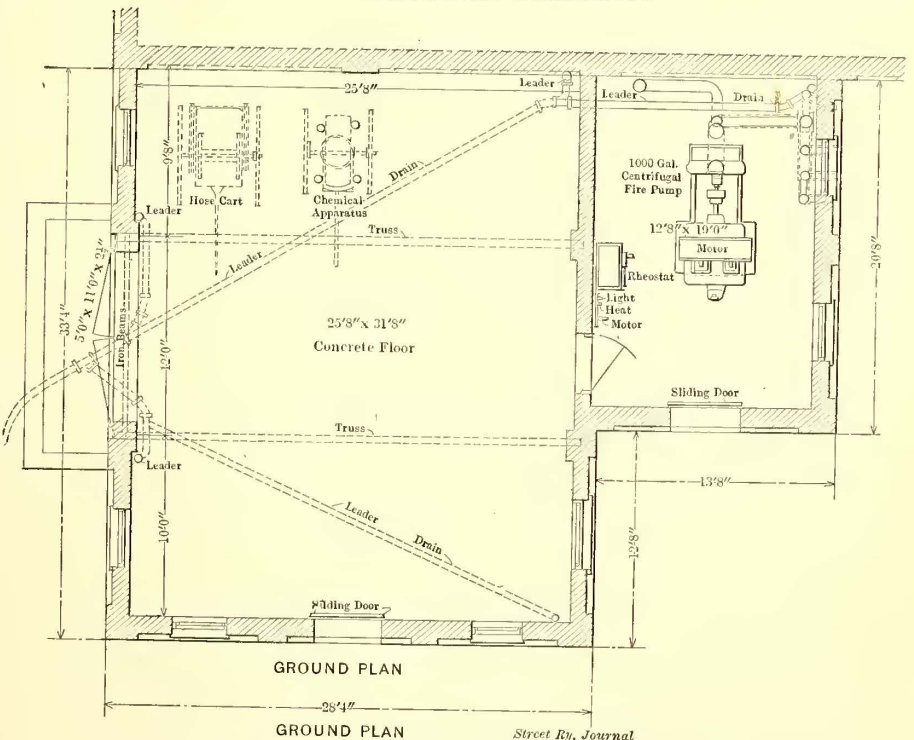 Leader
25'8"
Leader
Drain
9'8"
33'4"
20'8"
1000 Gal.
Centrifugal
Fire Pump
12'8" x 19'0"
Motor
Hose Cart
Chemical
Apparatus
Drain
Leader
Truss
Leader
Rheostat
Light
Heat
Motor
5'0" x 11'0" x 2½"
Iron Beams
12'0"
25'8" x 31'8"
Concrete Floor
Sliding Door
Truss
Leader
13'8"
Leader
Drain
10'0"
12'8"
Sliding Door
GROUND PLAN
28'4"
GROUND PLAN
Street Ry. Journal